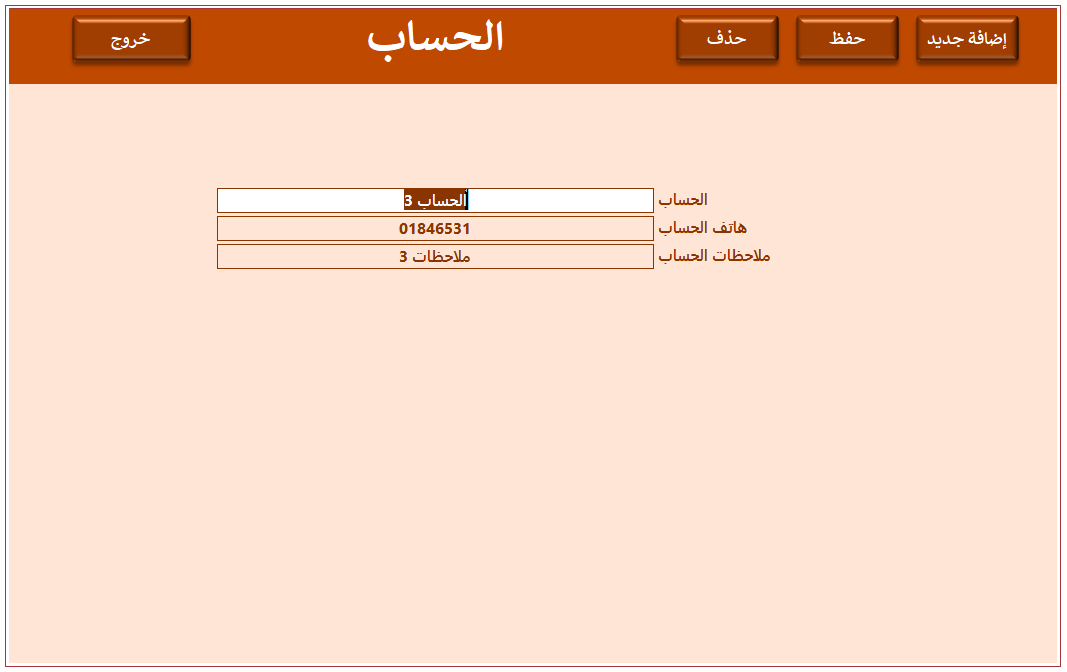 إضافة جديد
حفظ
حذف
الحساب
خروج
الحساب
الحساب 3
هاتف الحساب
01846531
ملاحظات الحساب
ملاحظات 3